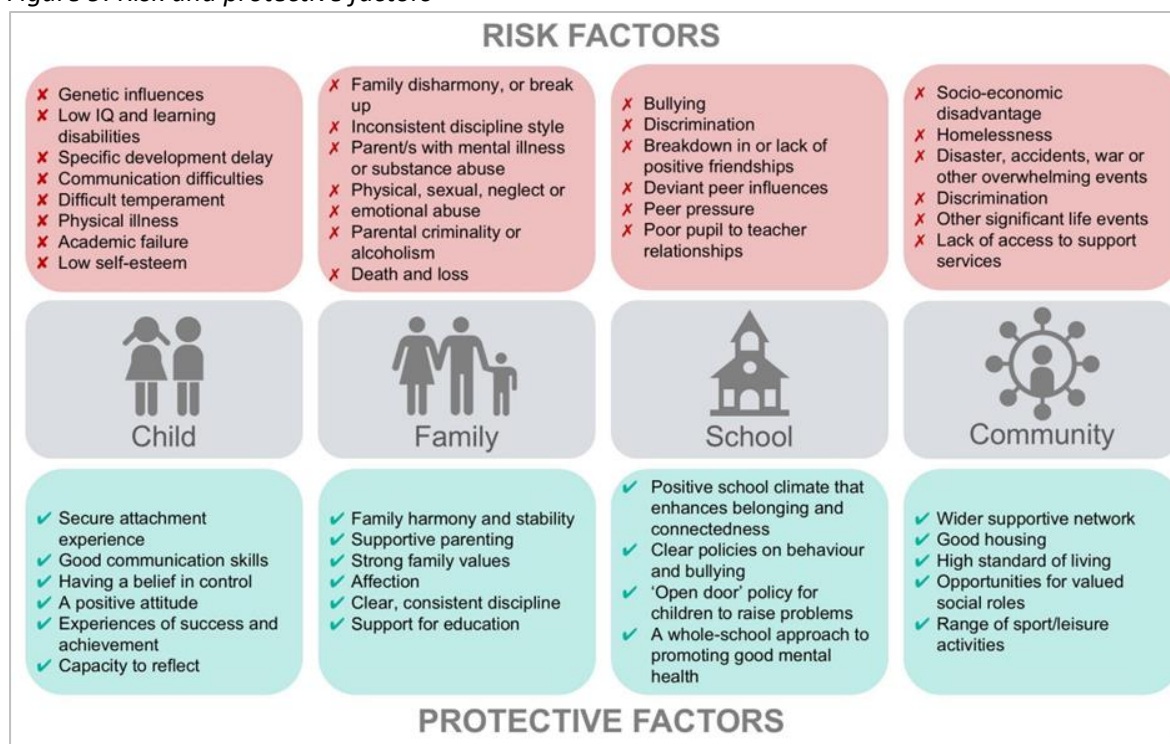 Figure 3: Risk and protective factors
RISK FACTORS
✗ Genetic influences
✗ Low IQ and learning
disabilities
✗ Specific development delay
✗ Communication difficulties
✗ Difficult temperament
✗ Physical illness
✗ Academic failure
✗ Low self-esteem
✗ Family disharmony, or break
up
✗ Inconsistent discipline style
✗ Parent/s with mental illness
or substance abuse
✗ Physical, sexual, neglect or
✗ emotional abuse
✗ Parental criminality or
alcoholism
✗ Death and loss
✗ Bullying
✗ Discrimination
✗ Breakdown in or lack of
positive friendships
✗ Deviant peer influences
✗ Peer pressure
✗ Poor pupil to teacher
relationships
✗ Socio-economic
disadvantage
✗ Homelessness
✗ Disaster, accidents, war or
other overwhelming events
✗ Discrimination
✗ Other significant life events
✗ Lack of access to support
services
Child
Family
School
Community
✔ Secure attachment
experience
✔ Good communication skills
✔ Having a belief in control
✔ A positive attitude
✔ Experiences of success and
achievement
✔ Capacity to reflect
✔ Family harmony and stability
✔ Supportive parenting
✔ Strong family values
✔ Affection
✔ Clear, consistent discipline
✔ Support for education
✔ Positive school climate that
enhances belonging and
connectedness
✔ Clear policies on behaviour
and bullying
✔ ‘Open door’ policy for
children to raise problems
✔ A whole-school approach to
promoting good mental
health
✔ Wider supportive network
✔ Good housing
✔ High standard of living
✔ Opportunities for valued
social roles
✔ Range of sport/leisure
activities
PROTECTIVE FACTORS